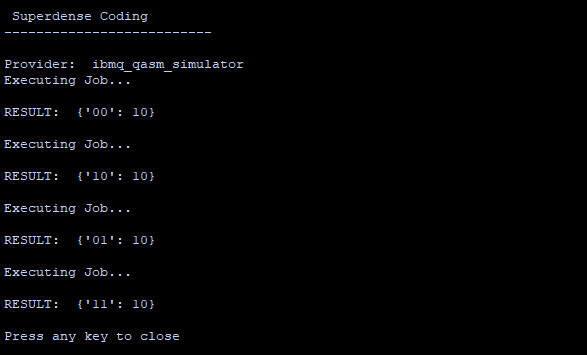 Superdense Coding
--------------------------
Provider:  ibmq_qasm_simulator
Executing Job...
RESULT:  {'00': 10}
Executing Job...
RESULT:  {'10': 10}
Executing Job...
RESULT:  {'01': 10}
Executing Job...
RESULT:  {'11': 10}
Press any key to close